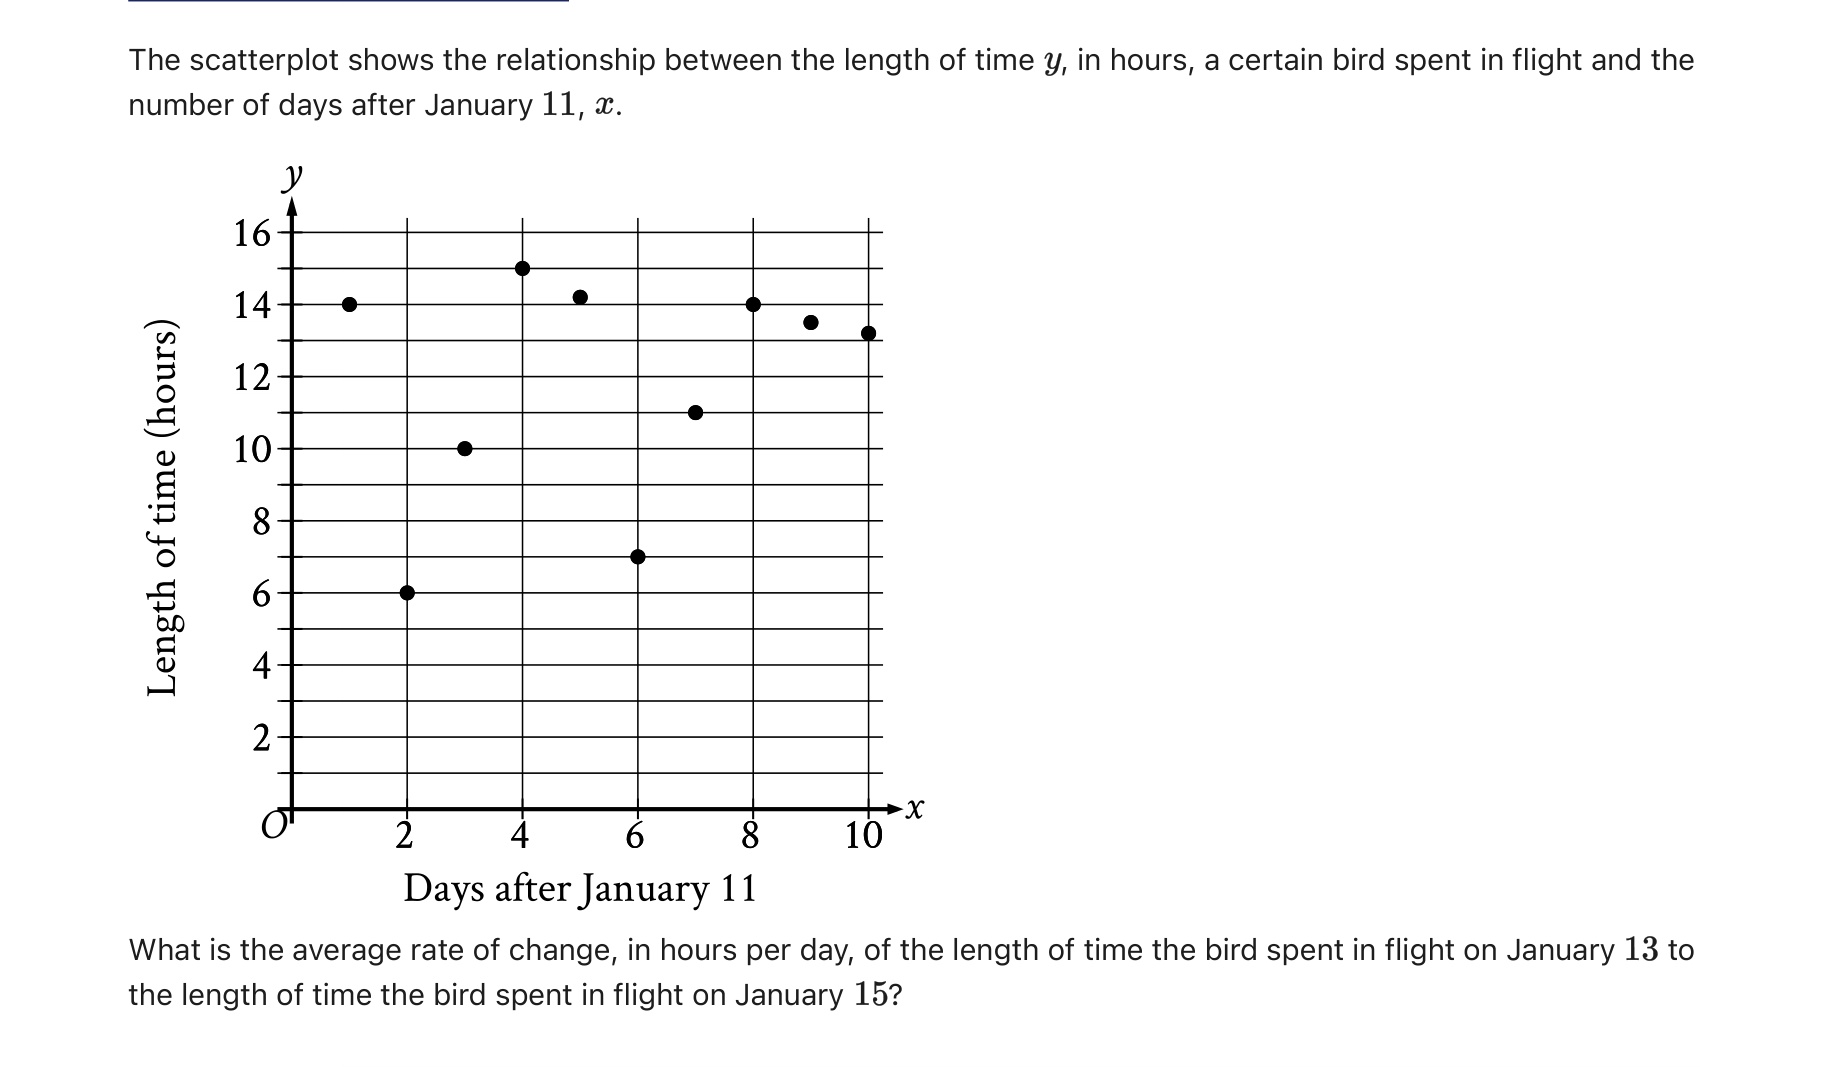 The scatterplot shows the relationship between the length of time y, in hours, a certain bird spent in flight and the
number of days after January 11, x.
y
16
14
12
10
8
6
4
2
Length of time (hours)
O
2 4 6 8 10
x
Days after January 11
What is the average rate of change, in hours per day, of the length of time the bird spent in flight on January 13 to
the length of time the bird spent in flight on January 15?